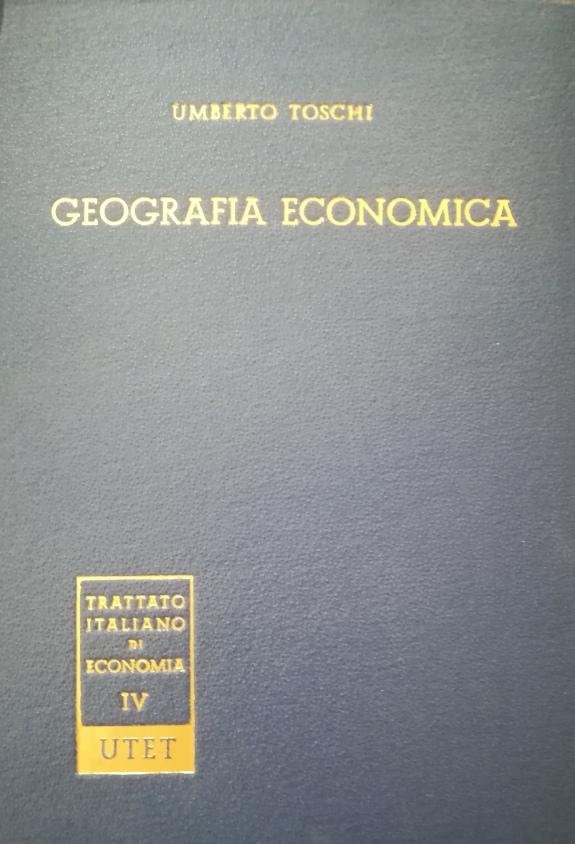 UMBERTO TOSCHI
GEOGRAFIA ECONOMICA
TRATTATO
ITALIANO
DI
ECONOMIA
IV
UTET